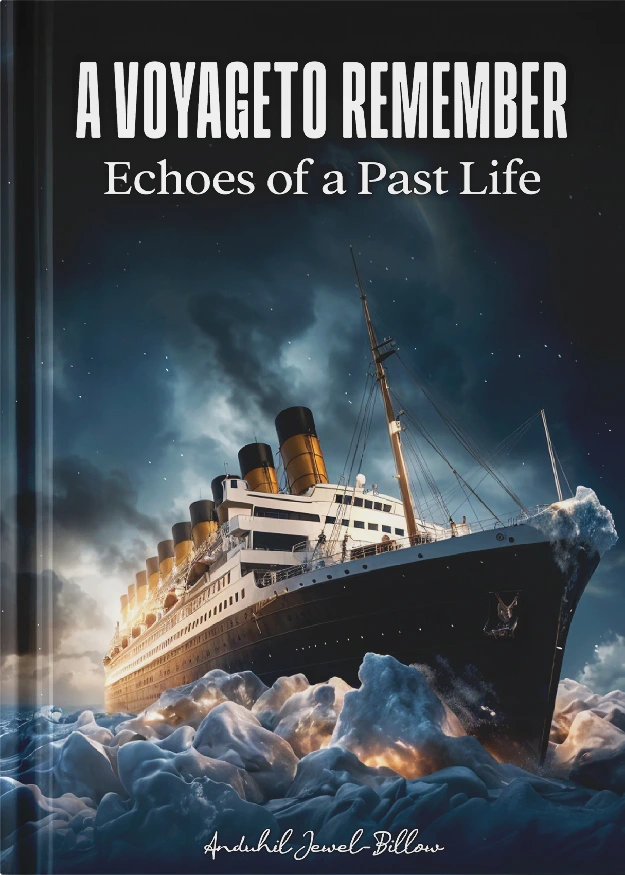 A VOYAGETO REMEMBER
Echoes of a Past Life
Anduhil Jewel-Billow